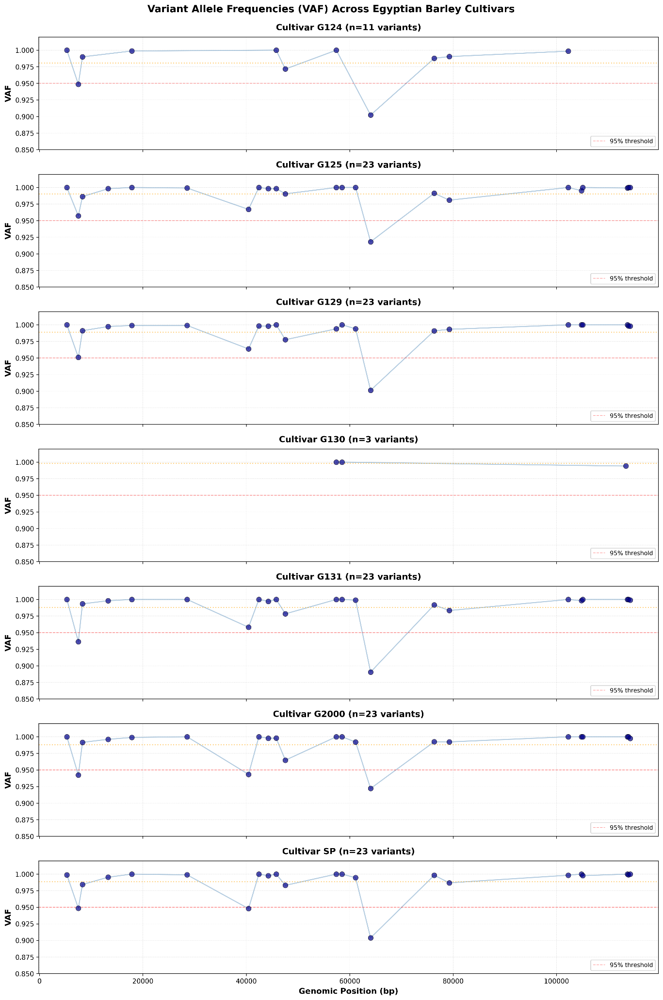 Variant Allele Frequencies (VAF) Across Egyptian Barley Cultivars
Cultivar G124 (n=11 variants)
1.000
0.975
0.950
0.925
0.900
0.875
0.850
VAF
95% threshold
Cultivar G125 (n=23 variants)
1.000
0.975
0.950
0.925
0.900
0.875
0.850
VAF
95% threshold
Cultivar G129 (n=23 variants)
1.000
0.975
0.950
0.925
0.900
0.875
0.850
VAF
95% threshold
Cultivar G130 (n=3 variants)
1.000
0.975
0.950
0.925
0.900
0.875
0.850
VAF
95% threshold
Cultivar G131 (n=23 variants)
1.000
0.975
0.950
0.925
0.900
0.875
0.850
VAF
95% threshold
Cultivar G2000 (n=23 variants)
1.000
0.975
0.950
0.925
0.900
0.875
0.850
VAF
95% threshold
Cultivar SP (n=23 variants)
1.000
0.975
0.950
0.925
0.900
0.875
0.850
VAF
95% threshold
0 20000 40000 60000 80000 100000
Genomic Position (bp)